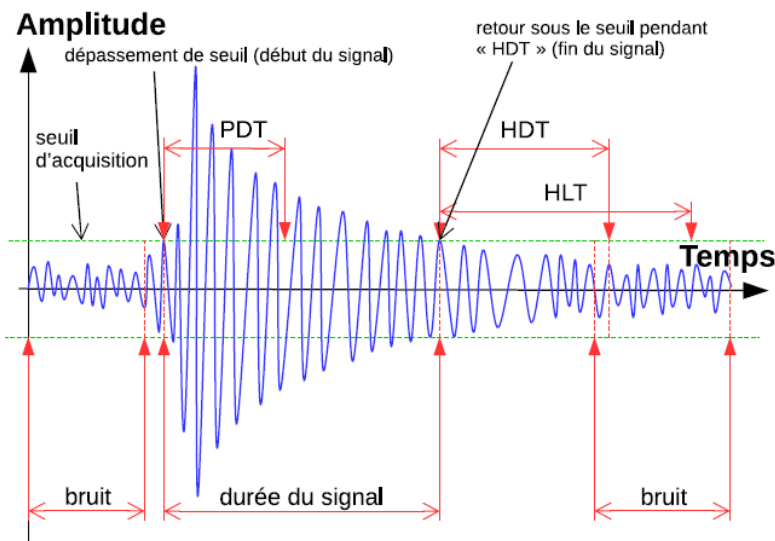 Amplitude
dépassement de seuil (début du signal)
retour sous le seuil pendant
« HDT » (fin du signal)
seuil
d'acquisition
PDT
HDT
HLT
Temps
bruit
durée du signal
bruit